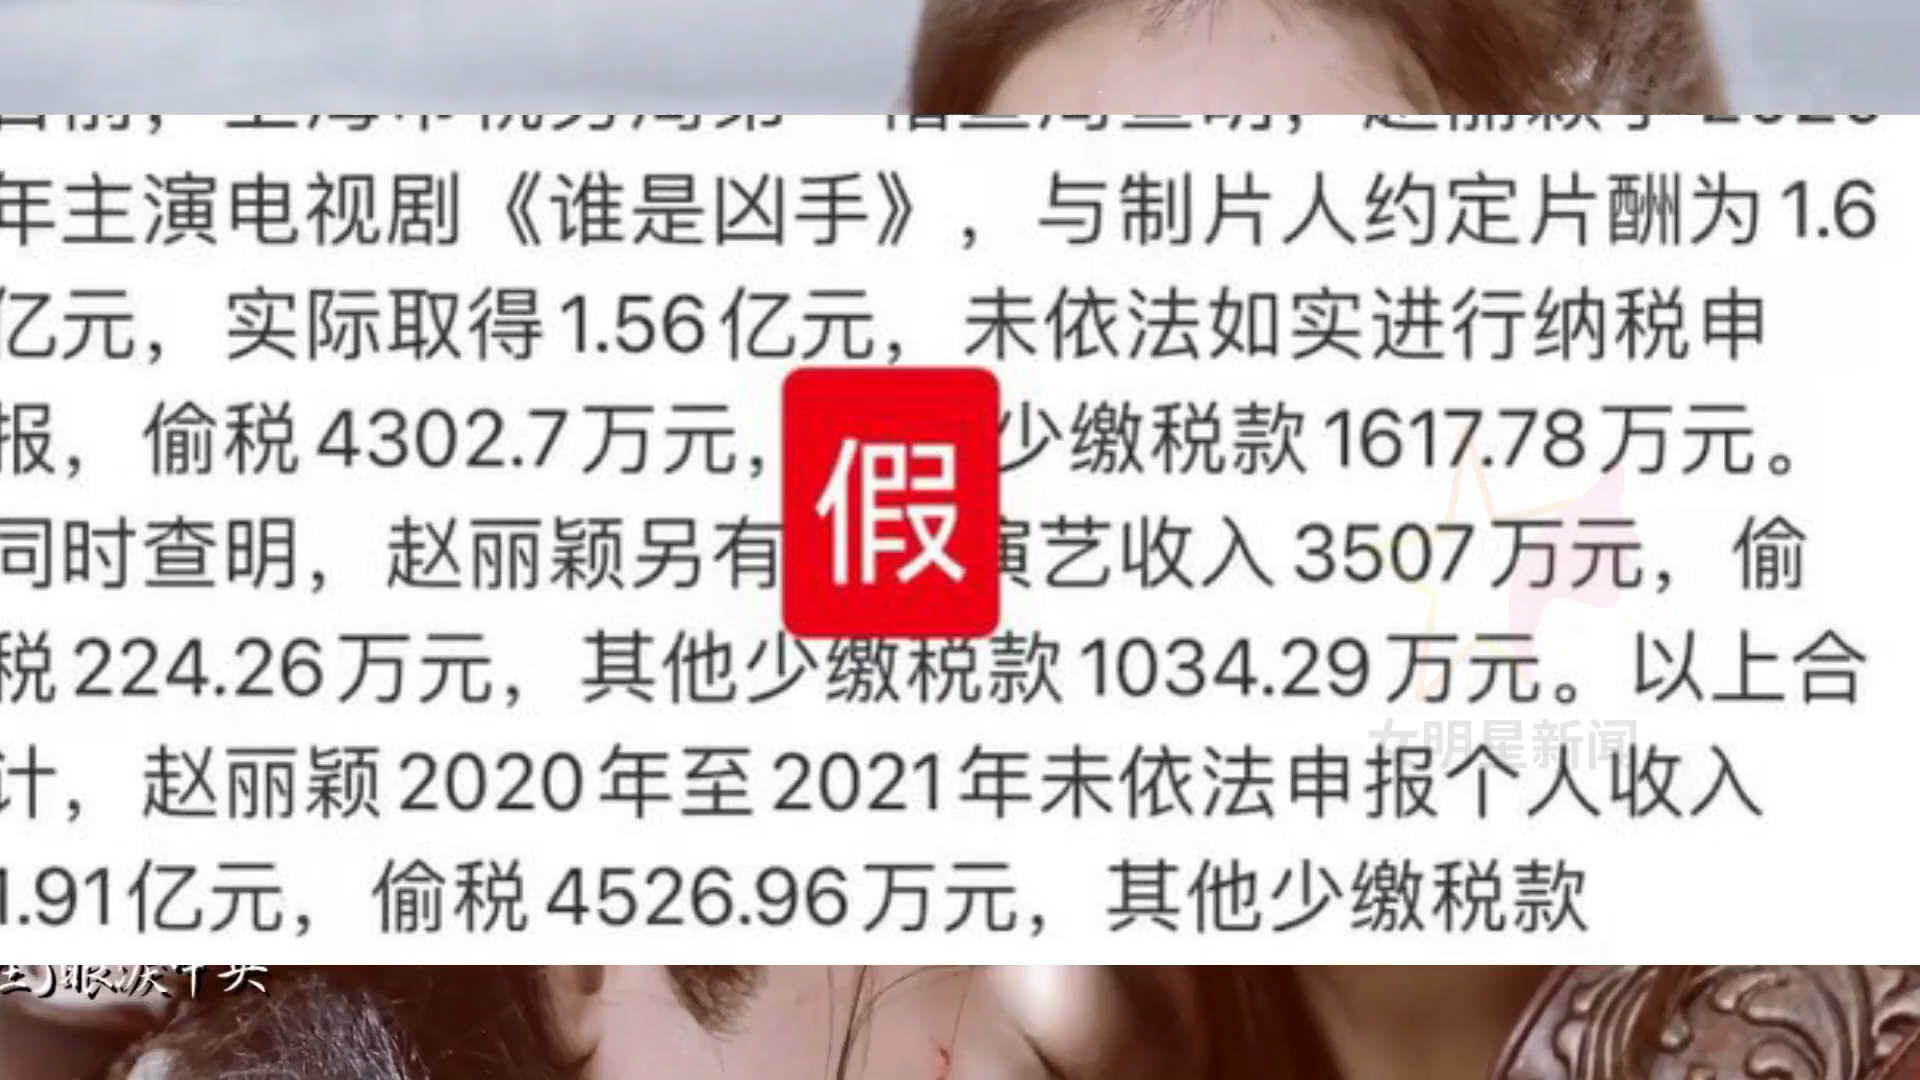 年主演电视剧《谁是凶手》，与制片人约定片酬为1.6
亿元，实际取得1.56亿元，未依法如实进行纳税申
报，偷税4302.7万元，少缴税款1617.78万元。
假
同时查明，赵丽颖另有演艺收入3507万元，偷
税224.26万元，其他少缴税款1034.29万元。以上合
计，赵丽颖2020年至2021年未依法申报个人收入
1.91亿元，偷税4526.96万元，其他少缴税款
女明星新闻